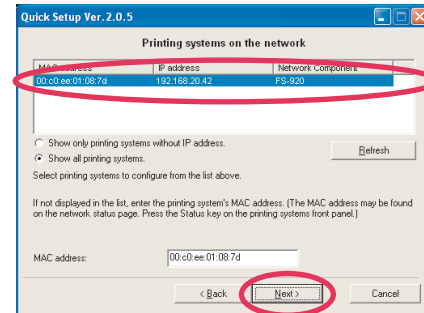 Quick Setup Ver.2.0.5
Printing systems on the network
MAC address IP address Network Component
00:c0:ee:01:08:7d 192.168.20.42 FS-920
Show only printing systems without IP address.
Show all printing systems.
Refresh
Select printing systems to configure from the list above.
If not displayed in the list, enter the printing system's MAC address. (The MAC address may be found
on the network status page. Press the Status key on the printing systems front panel.)
MAC address: 00:c0:ee:01:08:7d
< Back Next > Cancel